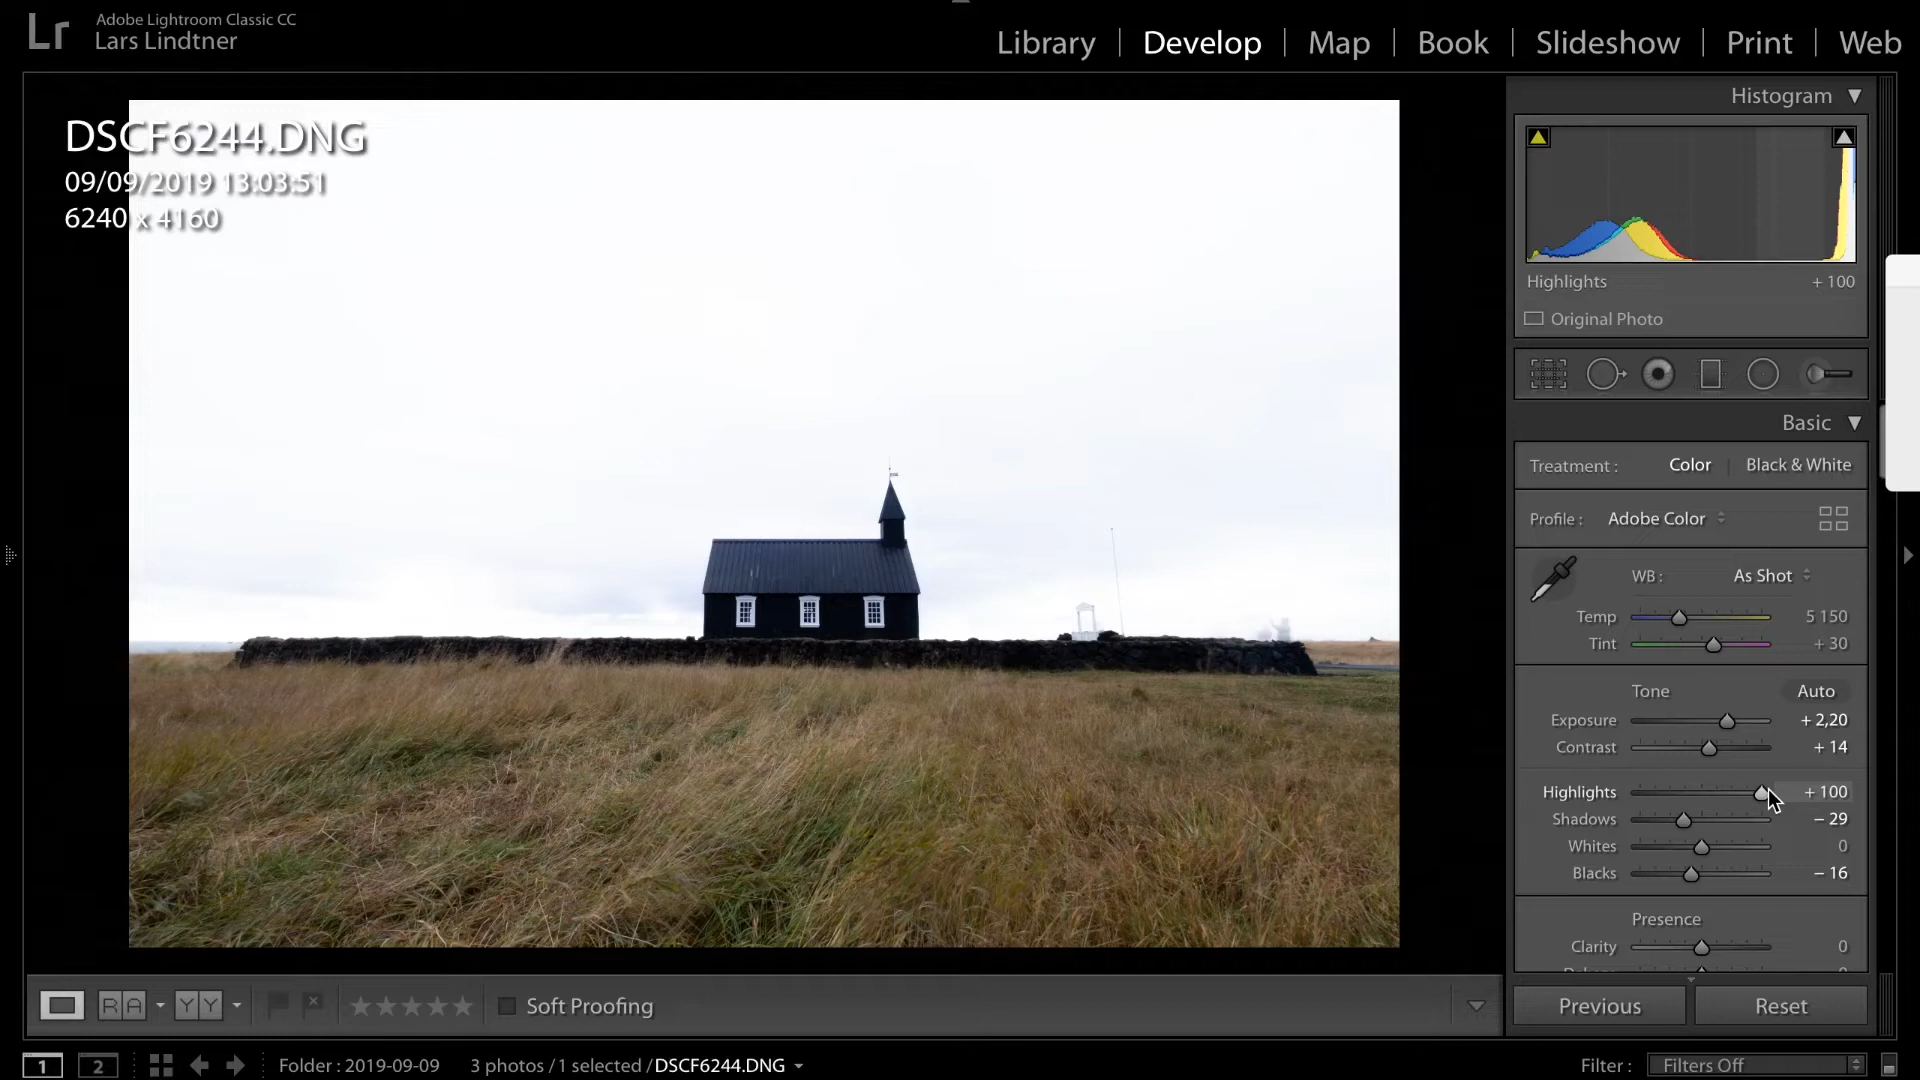 Lr
Adobe Lightroom Classic CC
Lars Lindtner
Library | Develop | Map | Book | Slideshow | Print | Web
DSCF6244.DNG
09/09/2019 13:03:51
6240 x 4160
Histogram
Highlights + 100
Original Photo
Basic
Treatment : Color | Black & White
Profile : Adobe Color
WB : As Shot
Temp 5 150
Tint + 30
Tone Auto
Exposure + 2,20
Contrast + 14
Highlights + 100
Shadows − 29
Whites 0
Blacks − 16
Presence
Clarity 0
Previous Reset
R A Y Y Soft Proofing
1 2 Folder : 2019-09-09 3 photos / 1 selected / DSCF6244.DNG
Filter : Filters Off